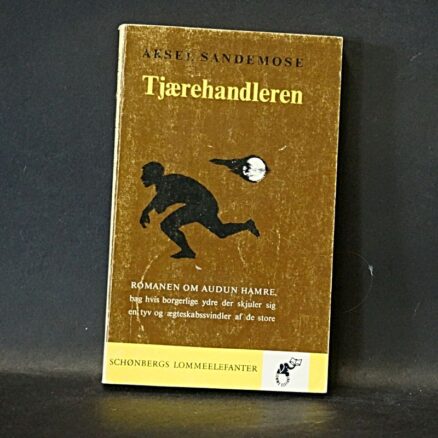 AKSEL SANDEMOSE
Tjærehandleren
ROMANEN OM AUDUN HAMRE,
bag hvis borgerlige ydre der skjuler sig
en tyv og ægteskabssvindler af de store
SCHØNBERGS LOMMEELEFANTER